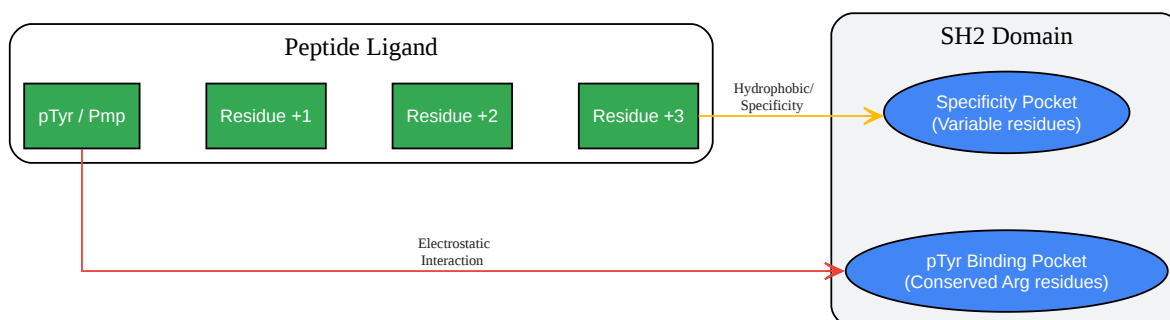 Peptide Ligand
SH2 Domain
pTyr / Pmp
Residue +1
Residue +2
Residue +3
Hydrophobic/
Specificity
Specificity Pocket
(Variable residues)
Electrostatic
Interaction
pTyr Binding Pocket
(Conserved Arg residues)